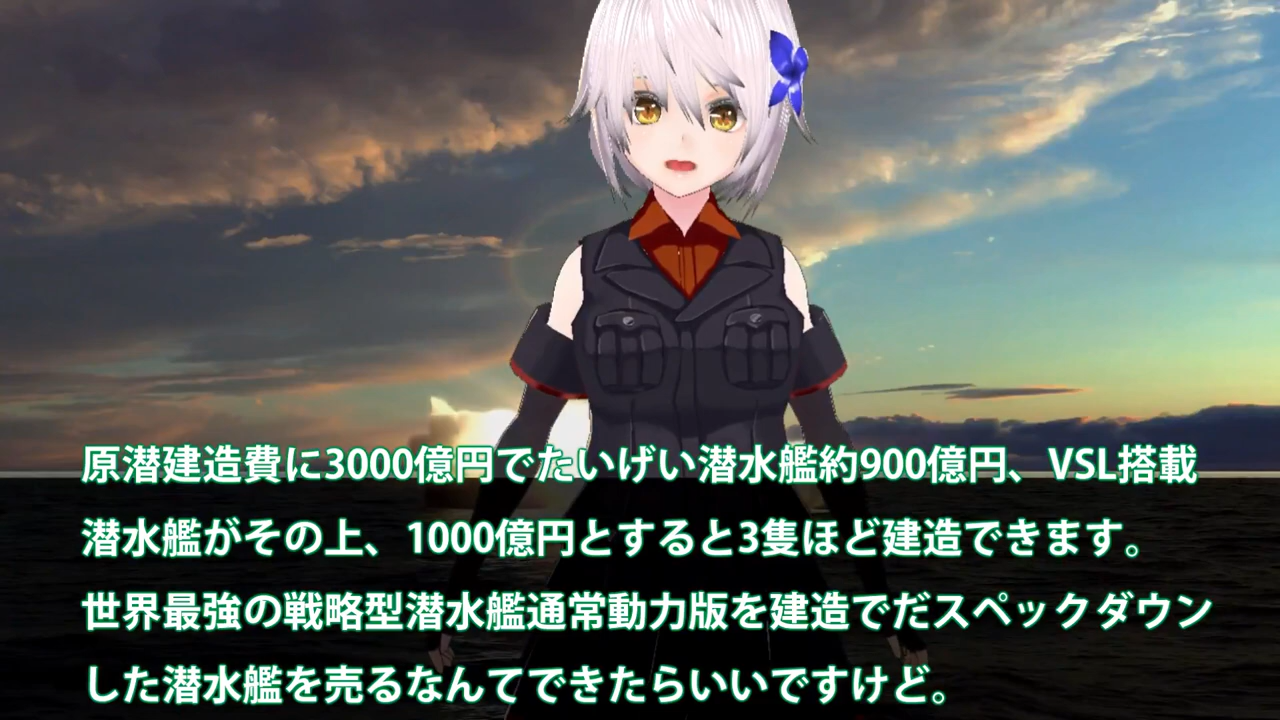 原潜建造費に3000億円でたいげい潜水艦約900億円、VSL搭載
潜水艦がその上、1000億円とすると3隻ほど建造できます。
世界最強の戦略型潜水艦通常動力版を建造でだスペックダウン
した潜水艦を売るなんてできたらいいですけど。